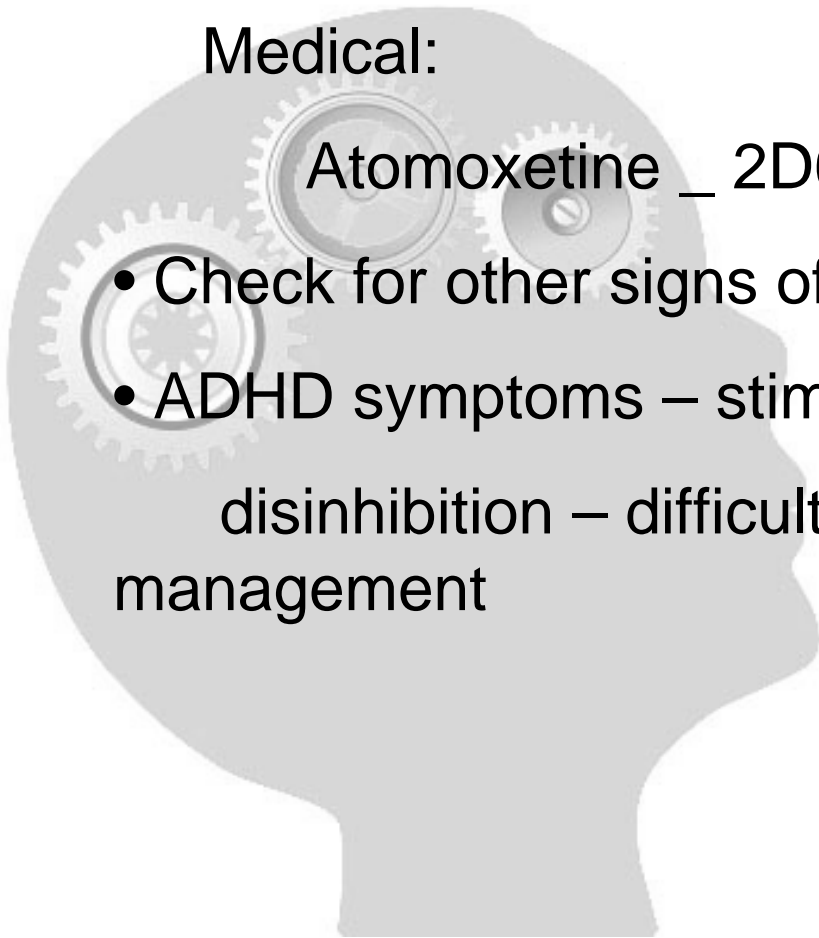 Medical:
Atomoxetine _ 2D
• Check for other signs of
• ADHD symptoms – stim
disinhibition – difficult
management